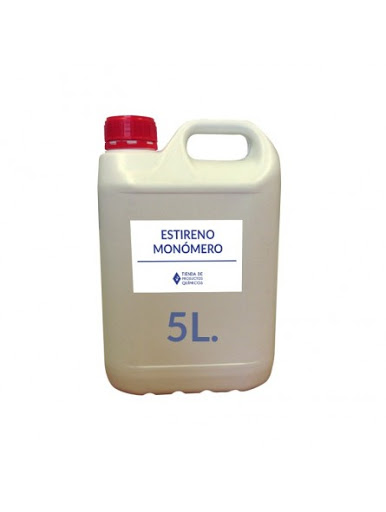 ESTIRENO
MONÓMERO
TIENDA DE
PRODUCTOS
QUÍMICOS
5L.